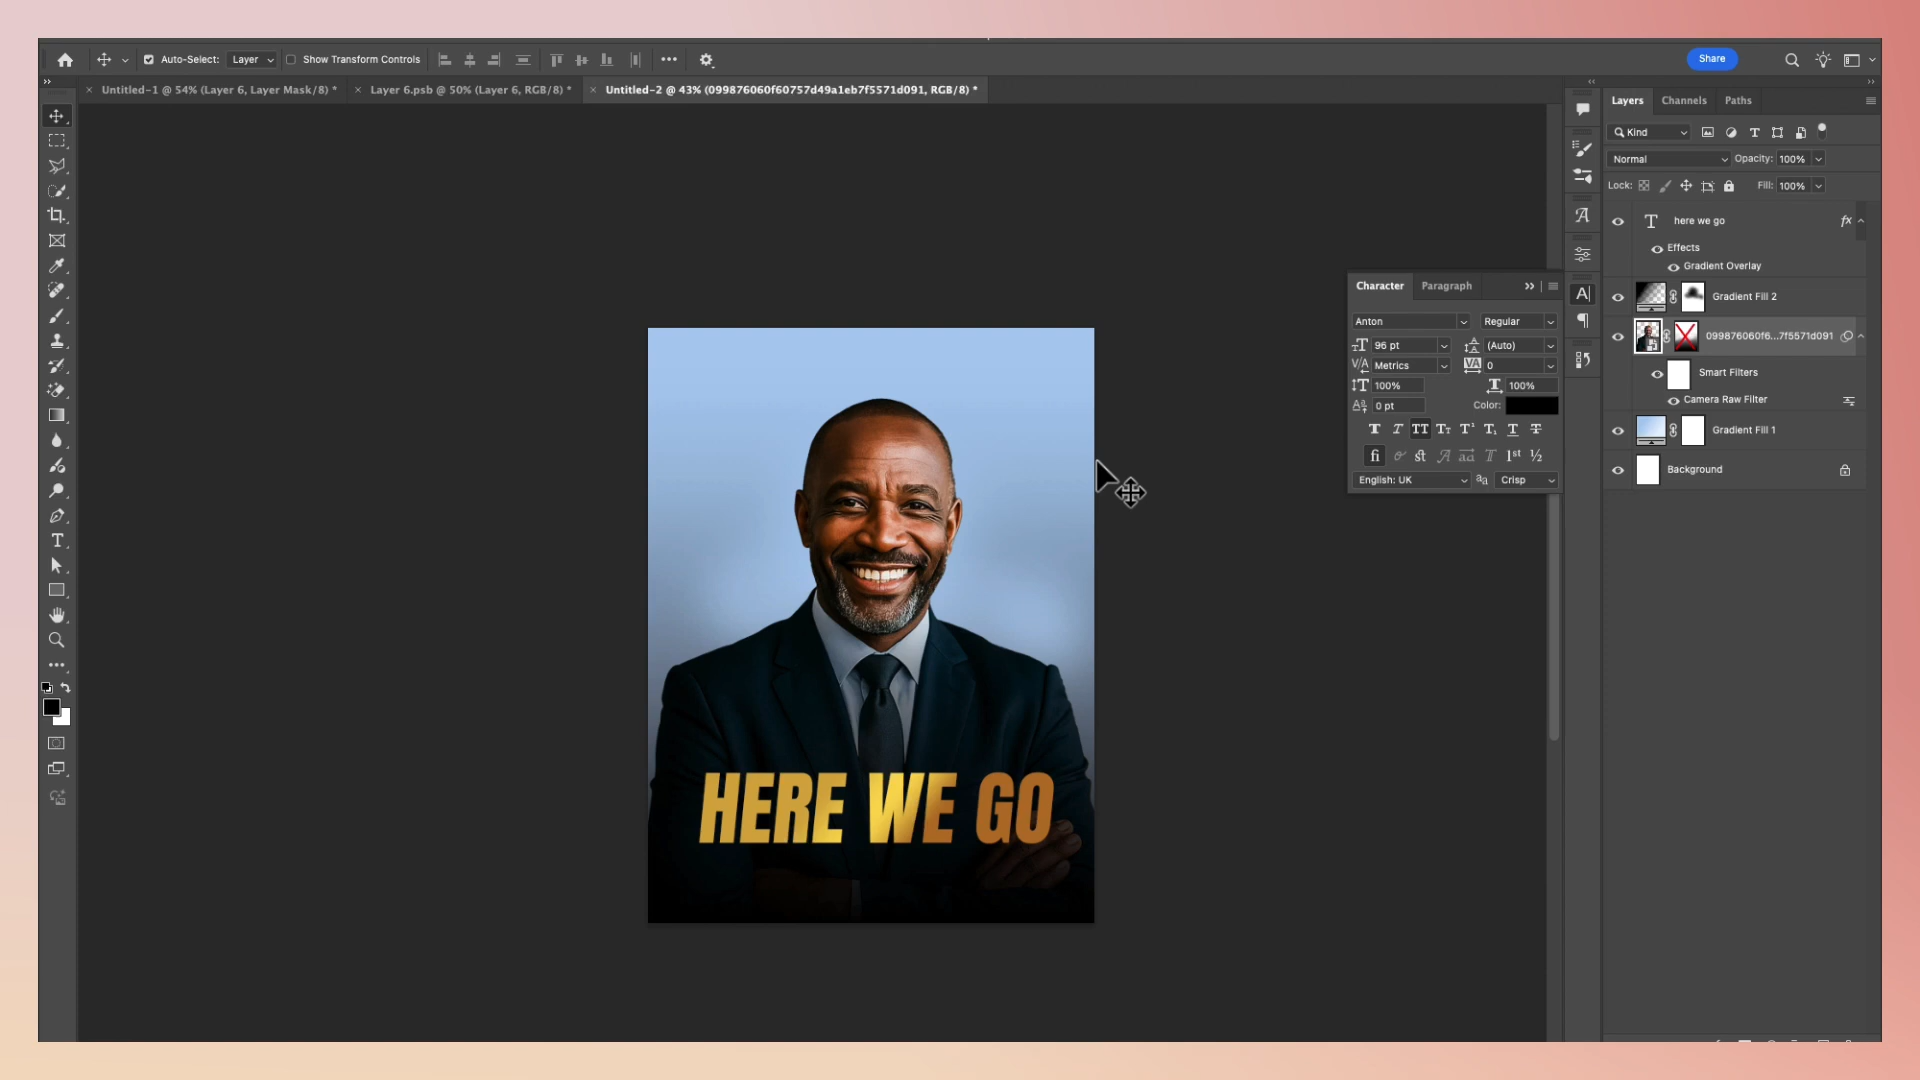 Auto-Select: Layer Show Transform Controls
Share
Untitled-1 @ 54% (Layer 6, Layer Mask/8) *
Layer 6.psb @ 50% (Layer 6, RGB/8) *
Untitled-2 @ 43% (099876060f60757d49a1eb7f5571d091, RGB/8) *
HERE WE GO
Character Paragraph
Anton Regular
96 pt (Auto)
Metrics 0
100% 100%
0 pt Color:
English: UK Crisp
Layers Channels Paths
Kind
Normal Opacity: 100%
Lock: Fill: 100%
here we go fx
Effects
Gradient Overlay
Gradient Fill 2
099876060f6...7f5571d091
Smart Filters
Camera Raw Filter
Gradient Fill 1
Background